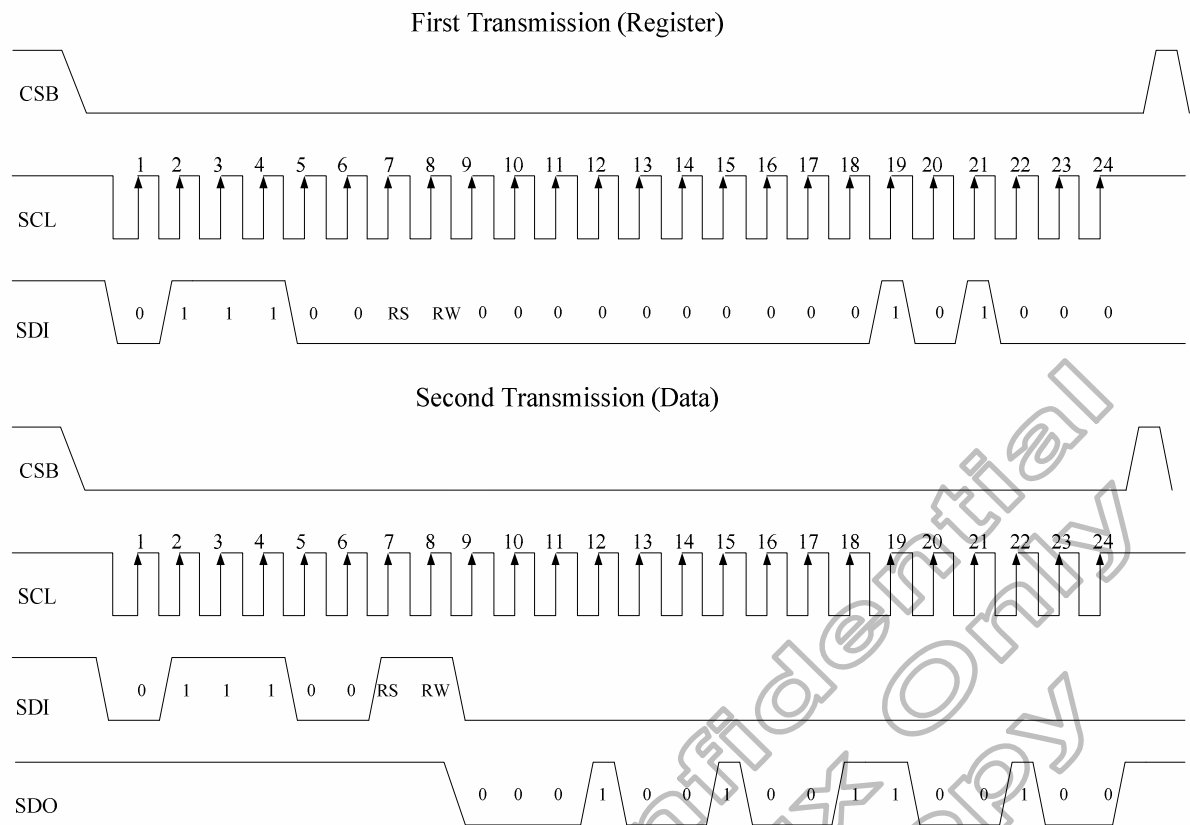 First Transmission (Register)
CSB
1 2 3 4 5 6 7 8 9 10 11 12 13 14 15 16 17 18 19 20 21 22 23 24
SCL
0 1 1 1 0 0 RS RW 0 0 0 0 0 0 0 0 0 0 1 0 1 0 0 0
SDI
Second Transmission (Data)
CSB
1 2 3 4 5 6 7 8 9 10 11 12 13 14 15 16 17 18 19 20 21 22 23 24
SCL
0 1 1 1 0 0 RS RW
SDI
0 0 0 1 0 0 1 0 0 1 1 0 0 1 0 0
SDO
Only